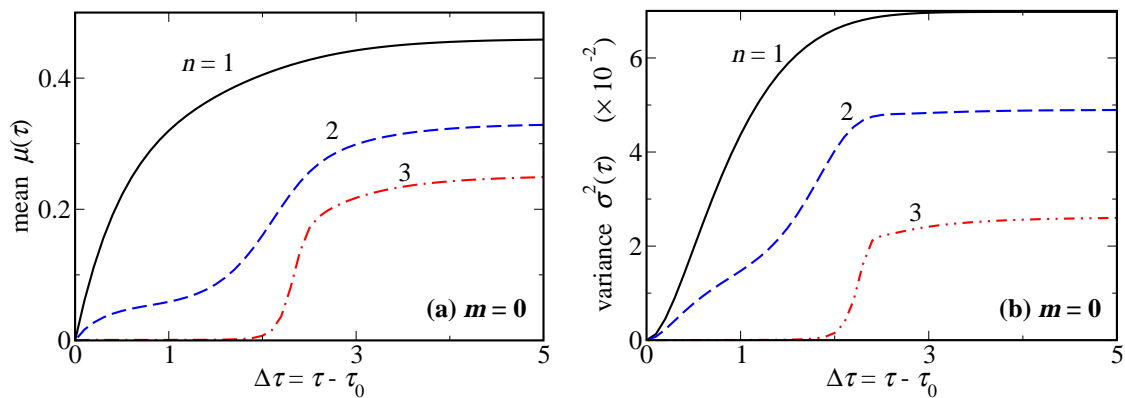 0.4
0.2
0
mean μ(τ)
n = 1
2
3
(a) m = 0
0 1 3 5
Δτ = τ - τ₀
6
4
2
0
variance σ²(τ) (× 10⁻²)
n = 1
2
3
(b) m = 0
0 1 3 5
Δτ = τ - τ₀